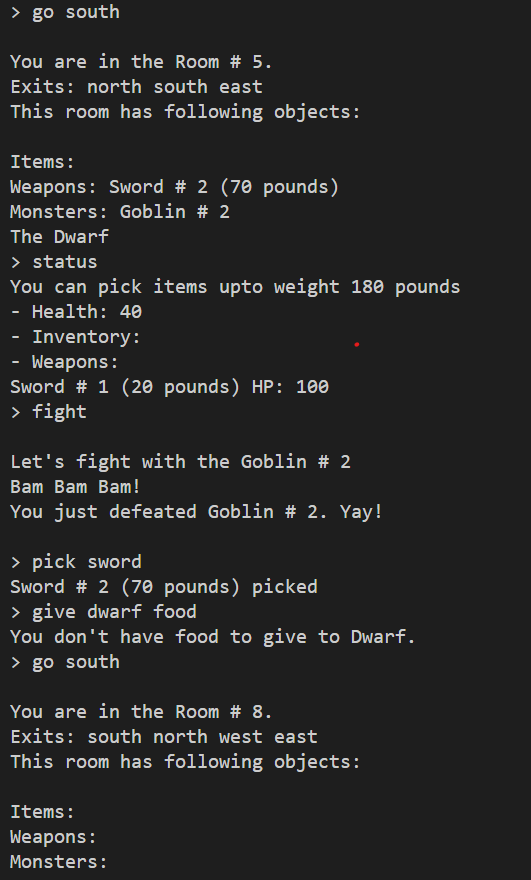 > go south
You are in the Room # 5.
Exits: north south east
This room has following objects:
Items:
Weapons: Sword # 2 (70 pounds)
Monsters: Goblin # 2
The Dwarf
> status
You can pick items upto weight 180 pounds
- Health: 40
- Inventory:
- Weapons:
Sword # 1 (20 pounds) HP: 100
> fight
Let's fight with the Goblin # 2
Bam Bam Bam!
You just defeated Goblin # 2. Yay!
> pick sword
Sword # 2 (70 pounds) picked
> give dwarf food
You don't have food to give to Dwarf.
> go south
You are in the Room # 8.
Exits: south north west east
This room has following objects:
Items:
Weapons:
Monsters: